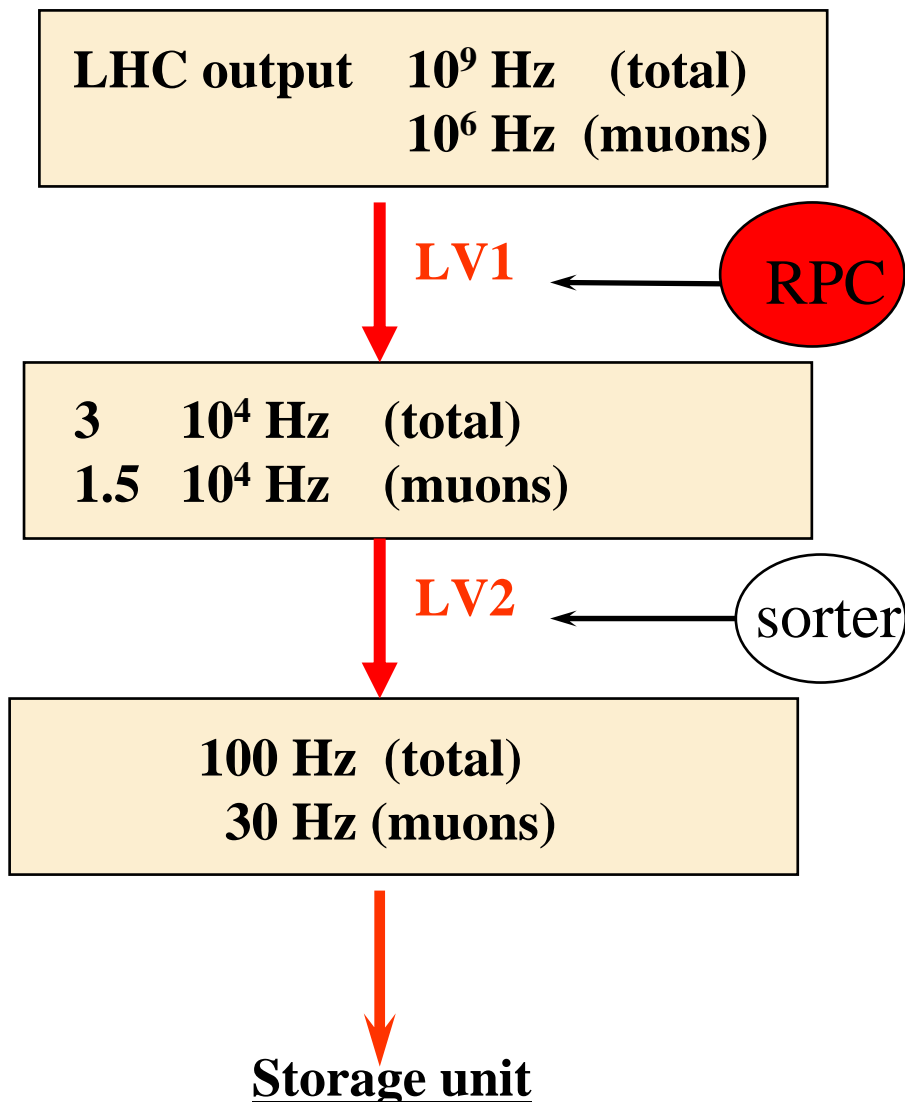 LHC output 10⁹ Hz (total)
10⁶ Hz (muons)
LV1
RPC
3 10⁴ Hz (total)
1.5 10⁴ Hz (muons)
LV2
sorter
100 Hz (total)
30 Hz (muons)
Storage unit